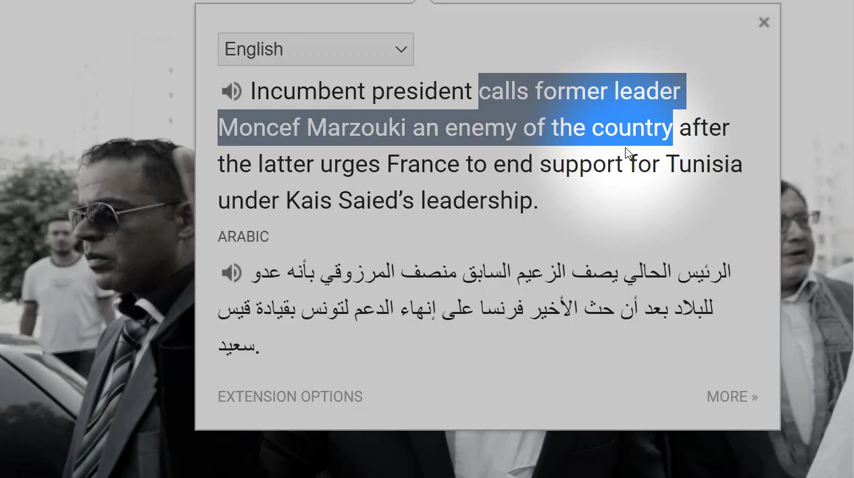 English
Incumbent president calls former leader
Moncef Marzouki an enemy of the country after
the latter urges France to end support for Tunisia
under Kais Saied’s leadership.
ARABIC
الرئيس الحالي يصف الزعيم السابق منصف المرزوقي بأنه عدو
للبلاد بعد أن حث الأخير فرنسا على إنهاء الدعم لتونس بقيادة قيس
سعيد.
EXTENSION OPTIONS
MORE »